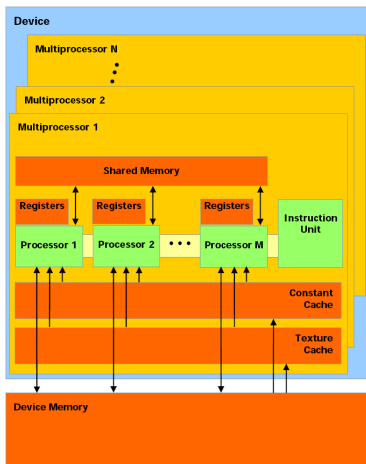 Device
Multiprocessor N
Multiprocessor 2
Multiprocessor 1
Shared Memory
Registers
Registers
Registers
Processor 1
Processor 2
Processor M
Instruction
Unit
Constant
Cache
Texture
Cache
Device Memory